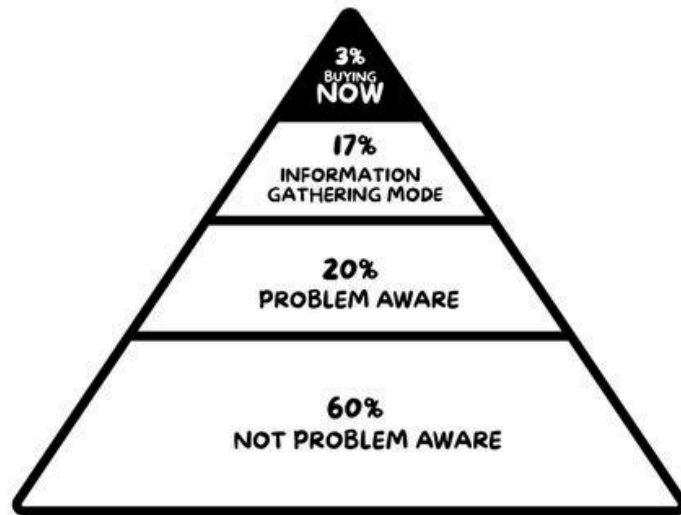 3%
BUYING
NOW
17%
INFORMATION
GATHERING MODE
20%
PROBLEM AWARE
60%
NOT PROBLEM AWARE